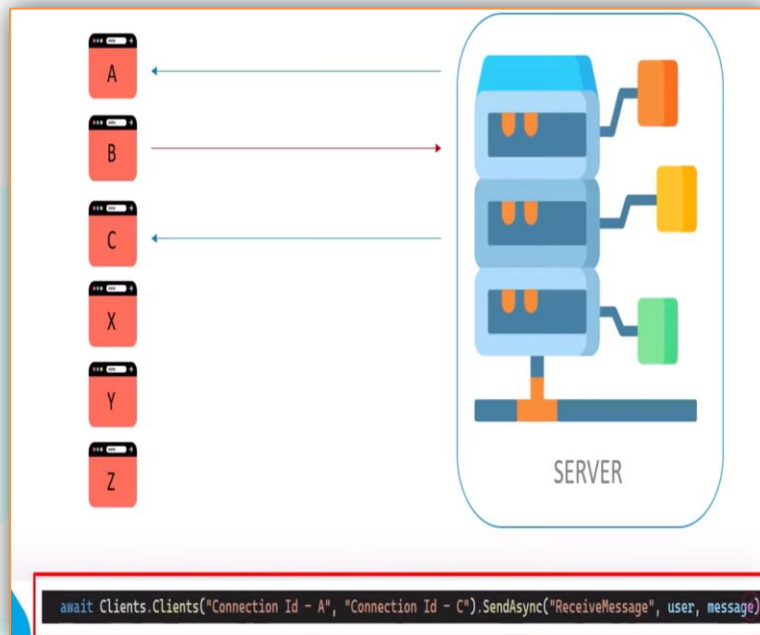 A
B
C
X
Y
Z
SERVER
await Clients.Clients("Connection Id - A", "Connection Id - C").SendAsync("ReceiveMessage", user, message)